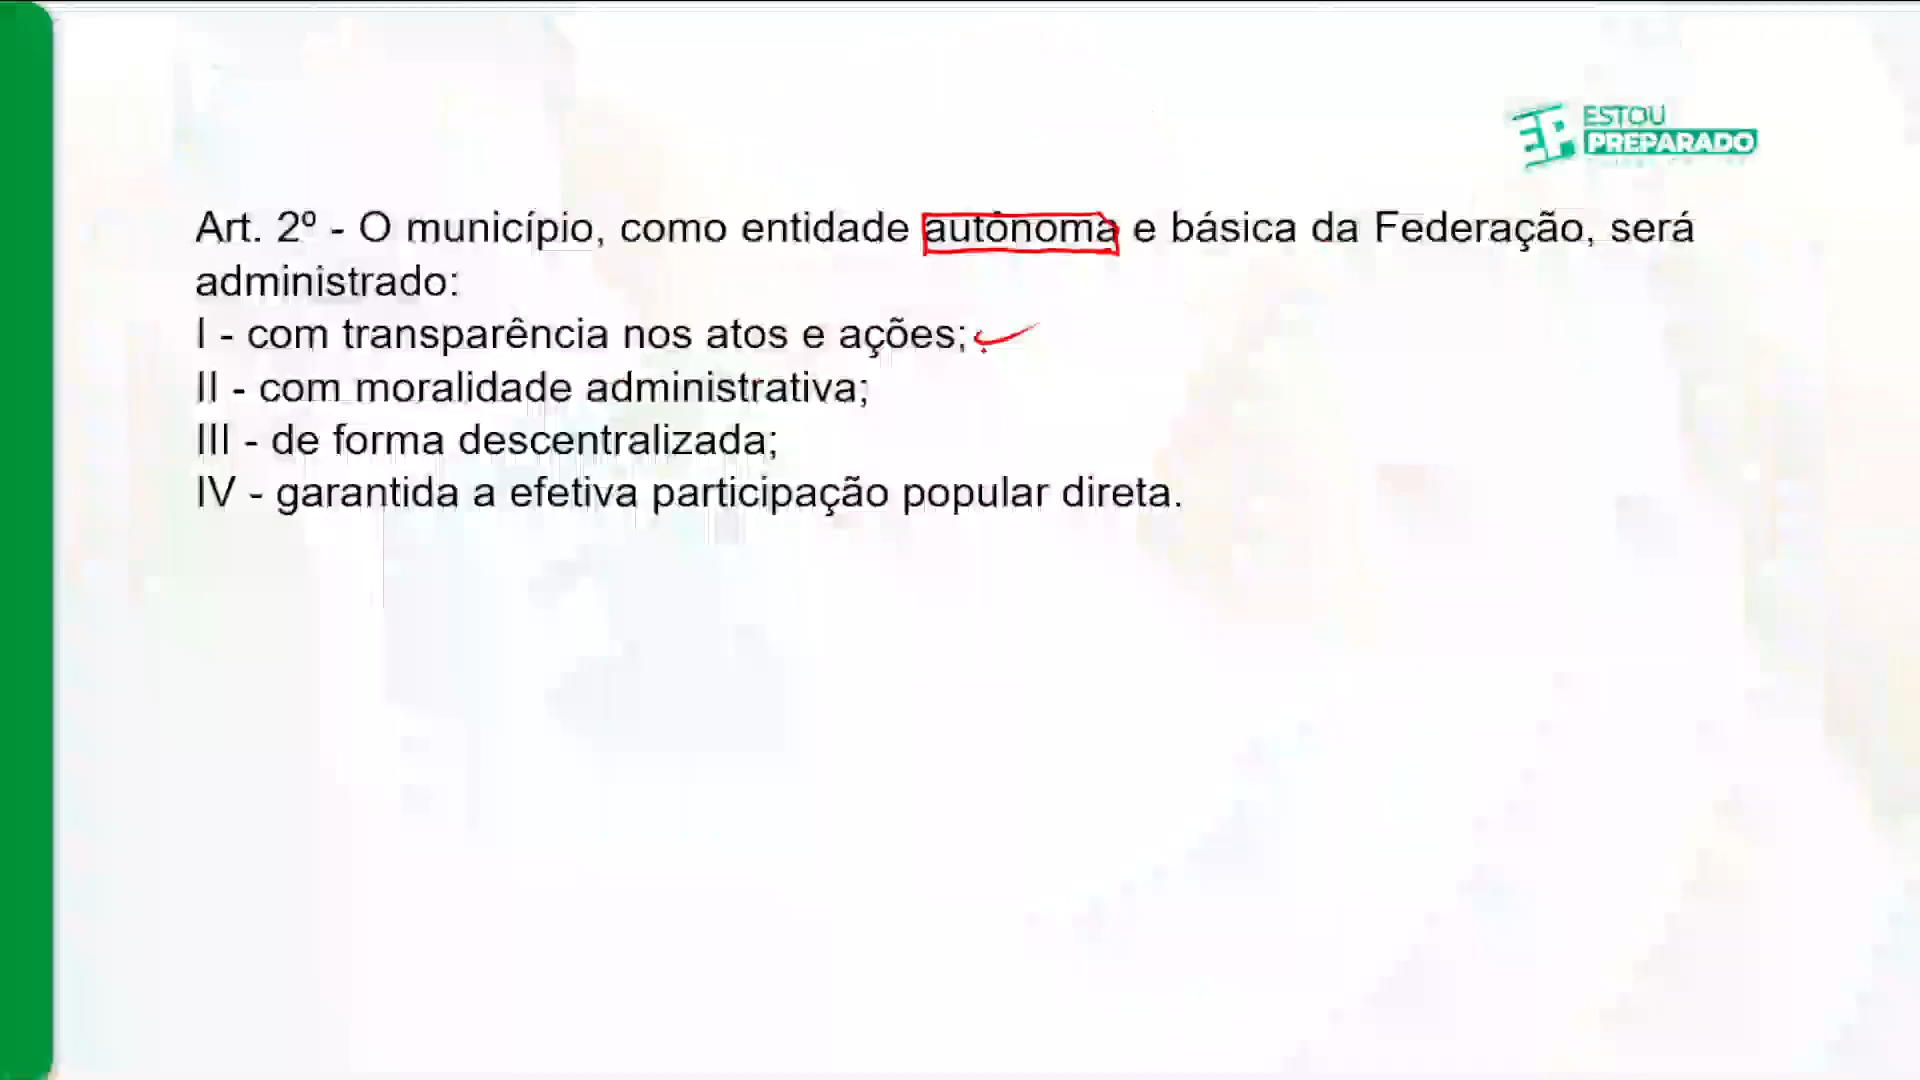 ESTOU
PREPARADO
Art. 2º - O município, como entidade autônoma e básica da Federação, será
administrado:
I - com transparência nos atos e ações;
II - com moralidade administrativa;
III - de forma descentralizada;
IV - garantida a efetiva participação popular direta.